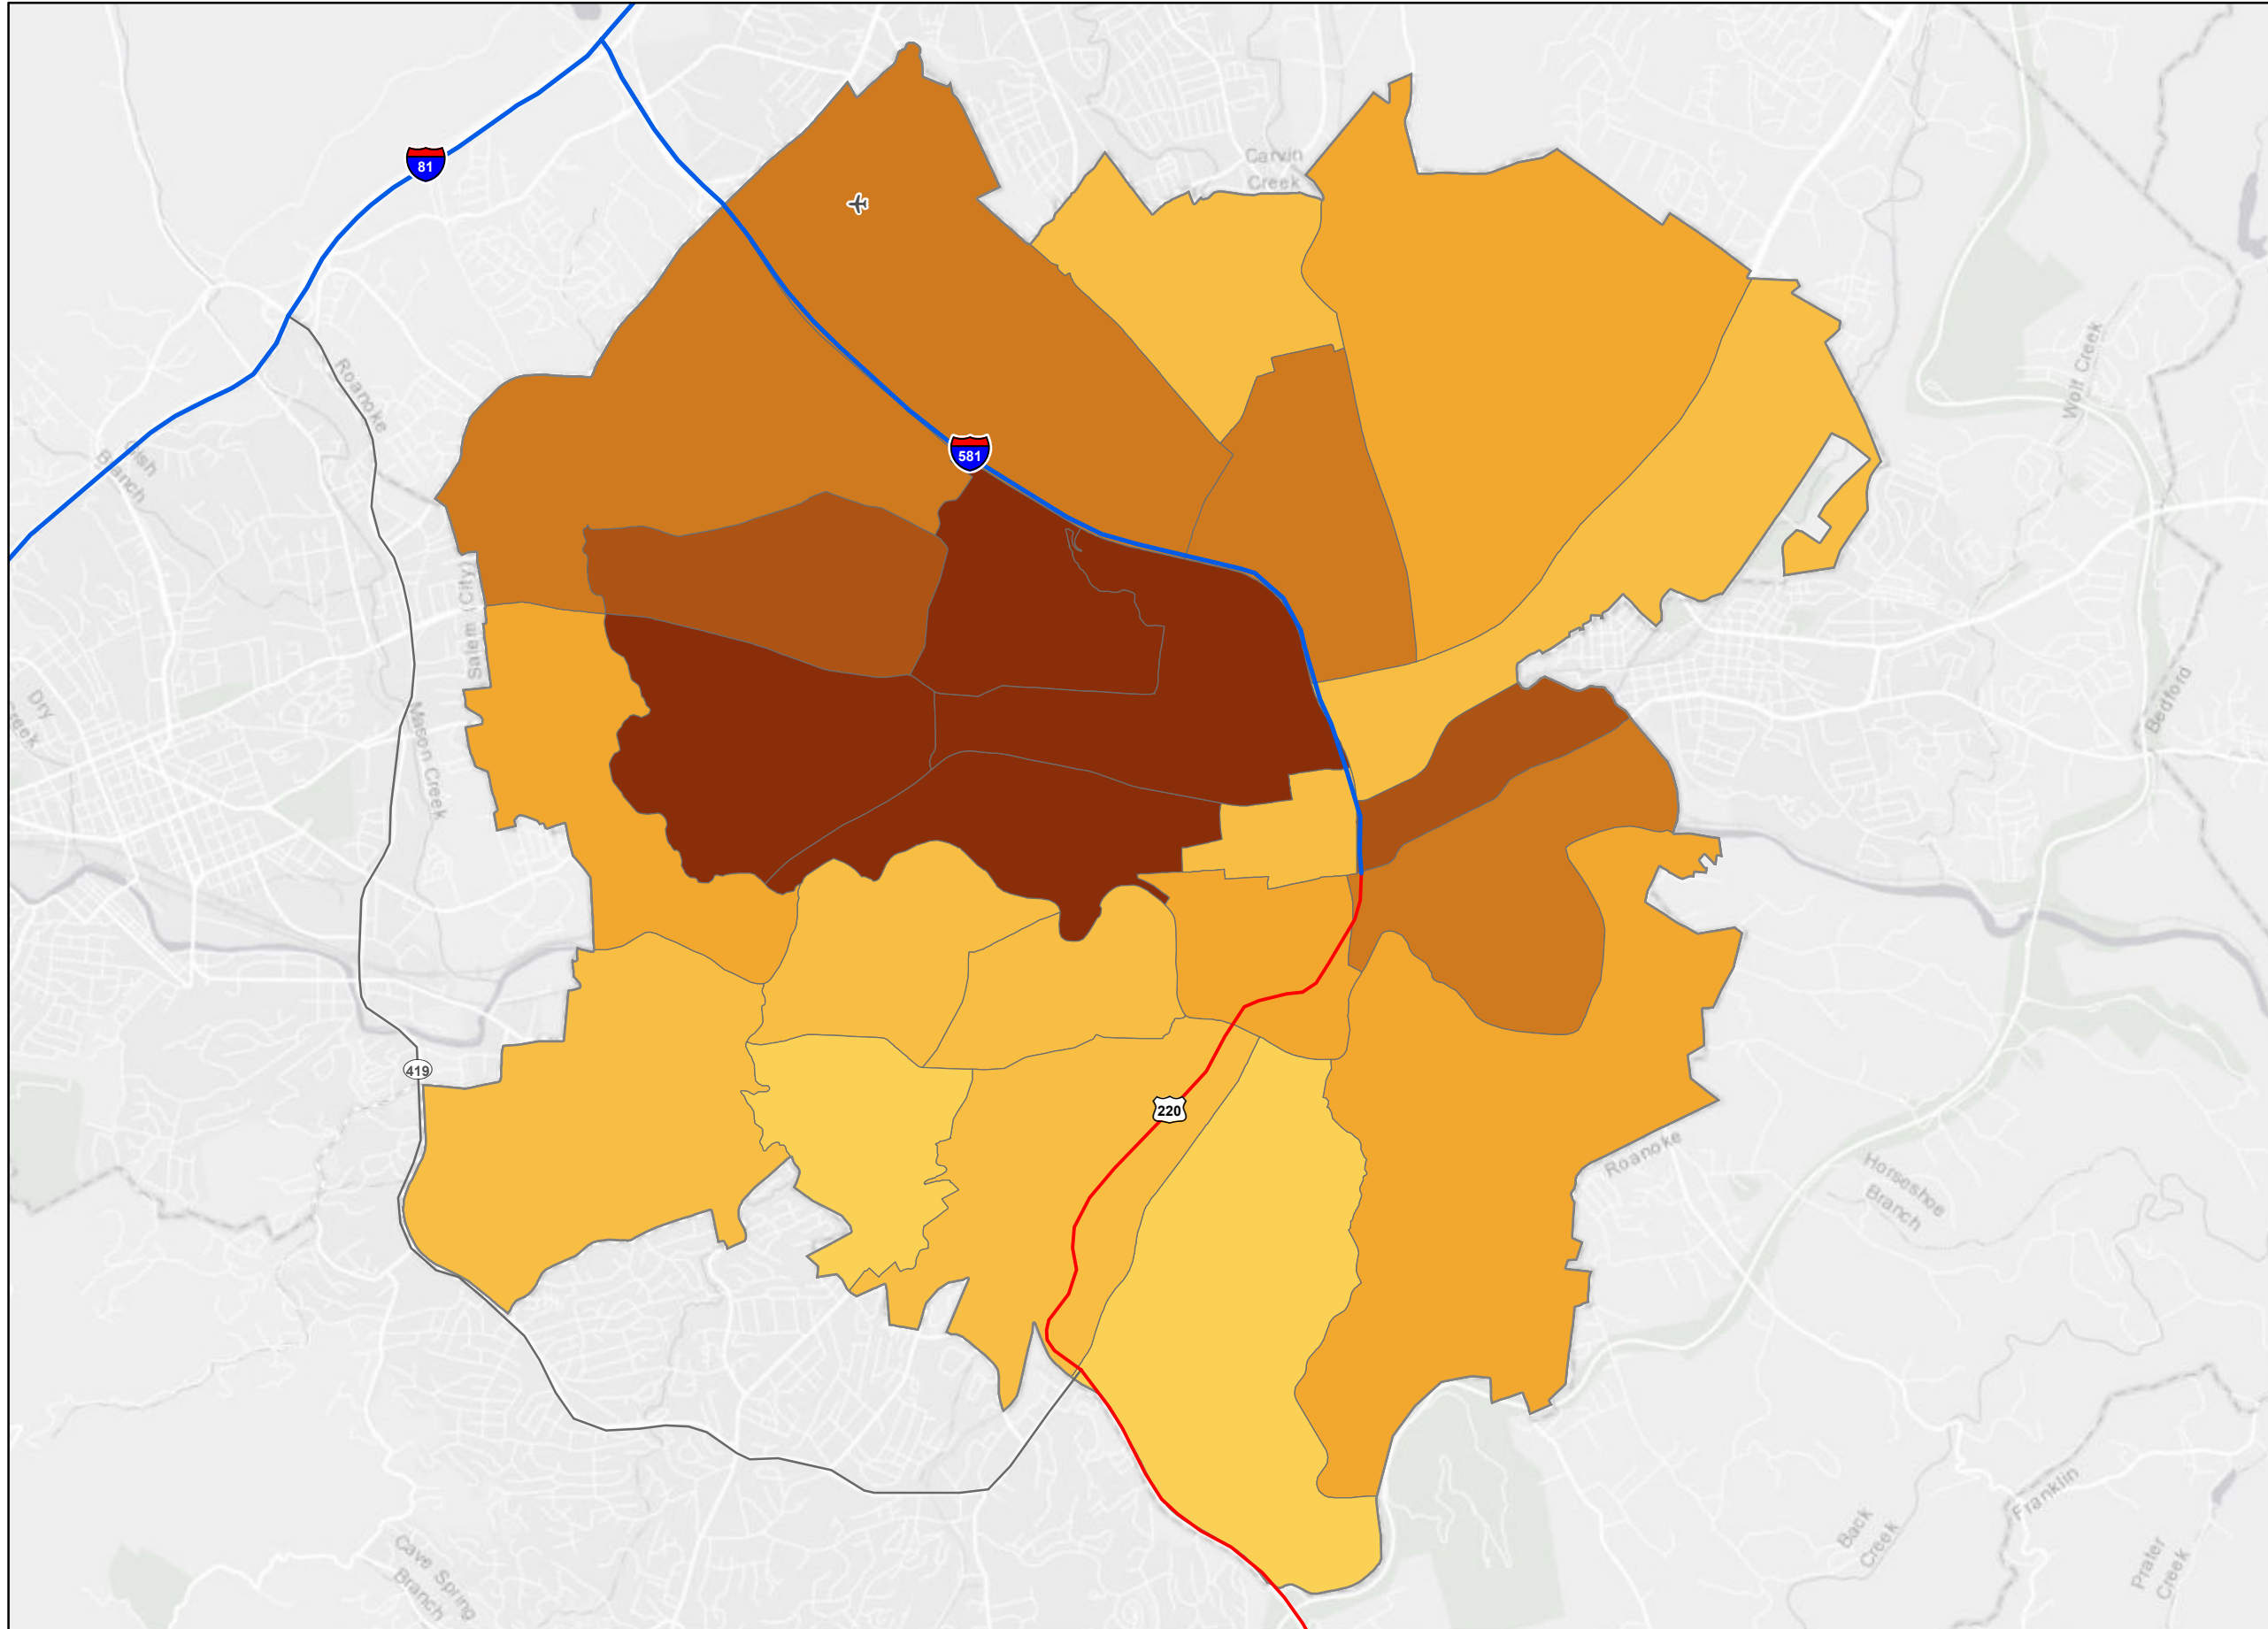 Carvin
Creek
81
Roanoke
Wolf Creek
Gish
Branch
581
Salem (City)
Bedford
Dry
Creek
Mason Creek
419
220
Roanoke
Horseshoe
Branch
Franklin
Back
Creek
Cave Spring
Branch
Prater
Creek